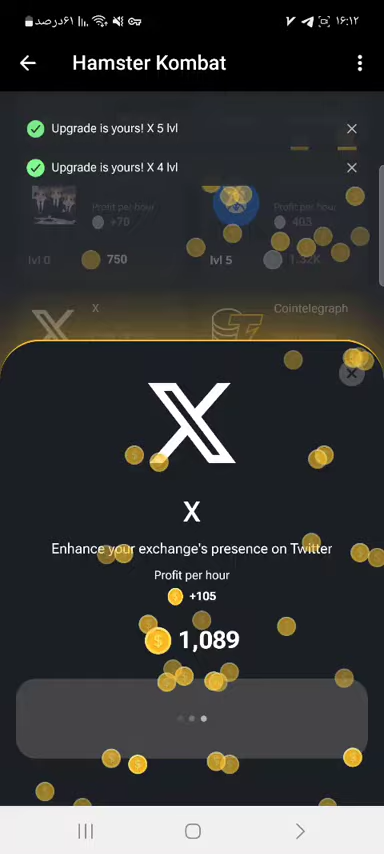 ۶۱درصد ۱۶:۱۲
Hamster Kombat
Upgrade is yours! X 5 lvl
Upgrade is yours! X 4 lvl
Profit per hour Profit per hour
+70 403
lvl 0 750 lvl 5 1.32K
X Cointelegraph
X
Enhance your exchange's presence on Twitter
Profit per hour
+105
1,089